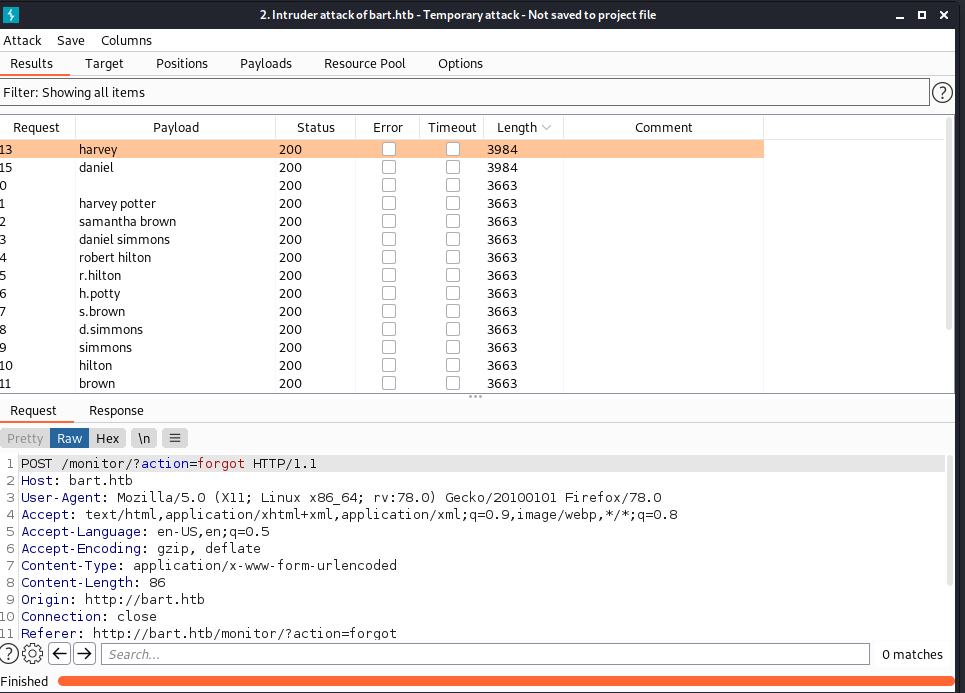 2. Intruder attack of bart.htb - Temporary attack - Not saved to project file
Attack Save Columns
Results Target Positions Payloads Resource Pool Options
Filter: Showing all items ?
Request Payload Status Error Timeout Length Comment
13 harvey 200 3984
15 daniel 200 3984
0 200 3663
1 harvey potter 200 3663
2 samantha brown 200 3663
3 daniel simmons 200 3663
4 robert hilton 200 3663
5 r.hilton 200 3663
6 h.potty 200 3663
7 s.brown 200 3663
8 d.simmons 200 3663
9 simmons 200 3663
10 hilton 200 3663
11 brown 200 3663
Request Response
Pretty Raw Hex \n
1 POST /monitor/?action=forgot HTTP/1.1
2 Host: bart.htb
3 User-Agent: Mozilla/5.0 (X11; Linux x86_64; rv:78.0) Gecko/20100101 Firefox/78.0
4 Accept: text/html,application/xhtml+xml,application/xml;q=0.9,image/webp,*/*;q=0.8
5 Accept-Language: en-US,en;q=0.5
6 Accept-Encoding: gzip, deflate
7 Content-Type: application/x-www-form-urlencoded
8 Content-Length: 86
9 Origin: http://bart.htb
10 Connection: close
11 Referer: http://bart.htb/monitor/?action=forgot
? Search... 0 matches
Finished